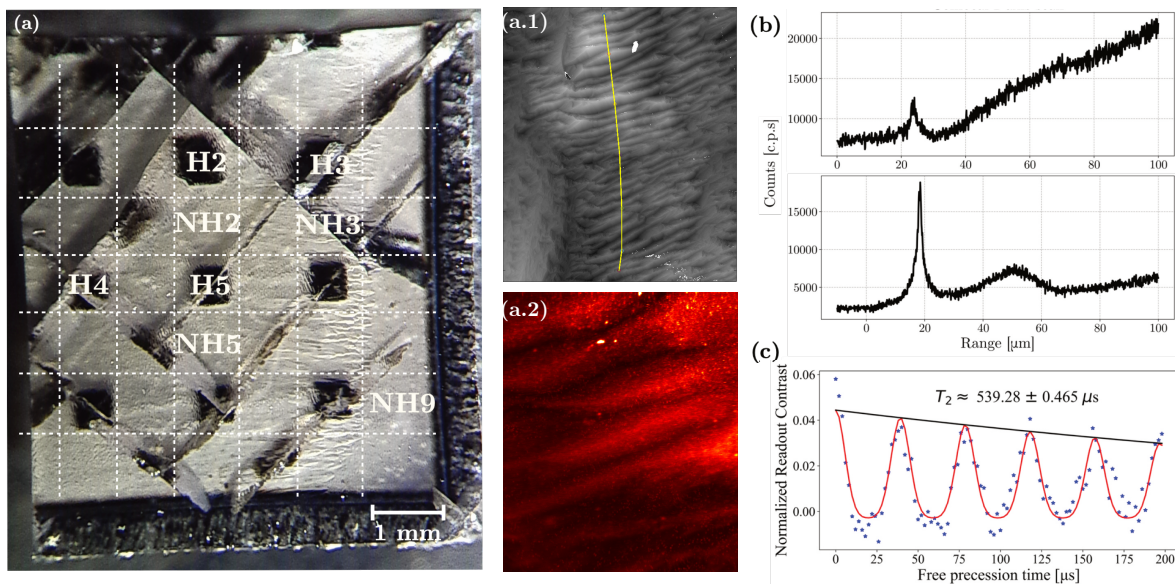 (a)
H2
H3
NH2
NH3
H4
H5
NH5
NH9
1 mm
(a.1)
(a.2)
(b)
Counts [c.p.s]
20000
15000
10000
0
20
40
60
80
100
15000
10000
5000
0
20
40
60
80
100
Range [μm]
(c)
Normalized Readout Contrast
0.06
0.04
0.02
0.00
T₂ ≈ 539.28 ± 0.465 μs
0
25
50
75
100
125
150
175
200
Free precession time [μs]